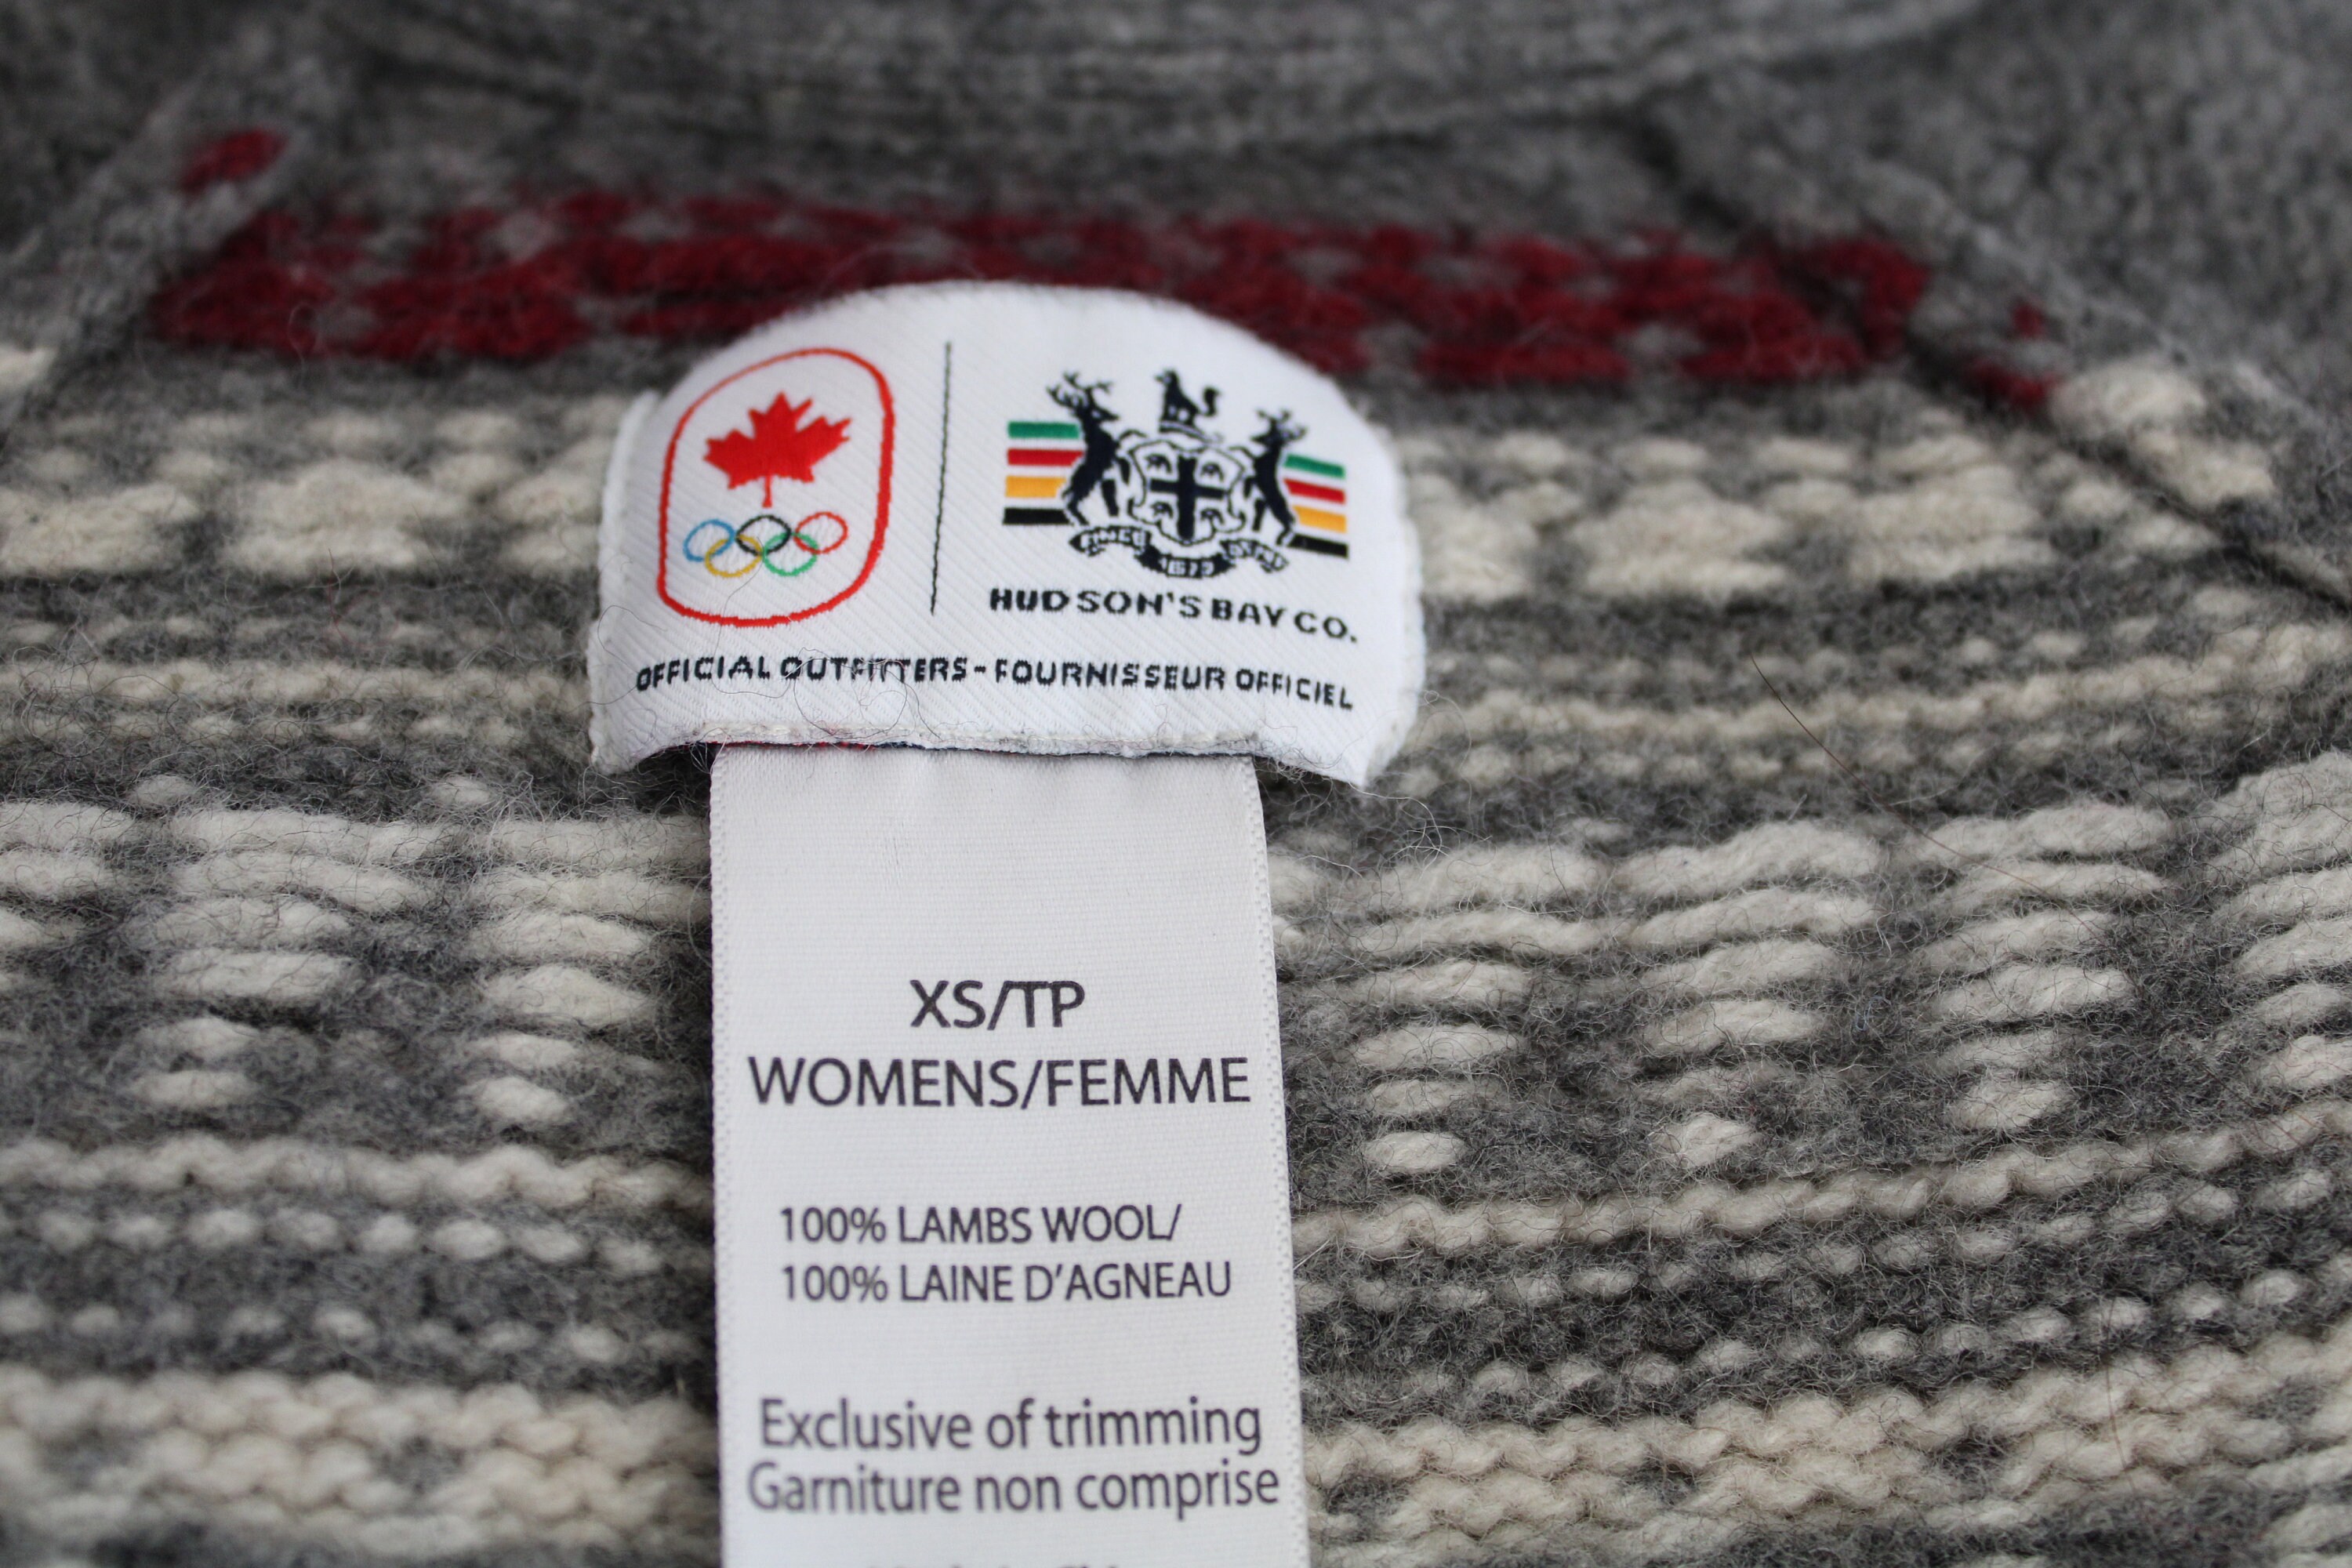 HUDSON'S BAY CO.
OFFICIAL OUTFITTERS - FOURNISSEUR OFFICIEL
XS/TP
WOMENS/FEMME
100% LAMBS WOOL/
100% LAINE D'AGNEAU
Exclusive of trimming
Garniture non comprise